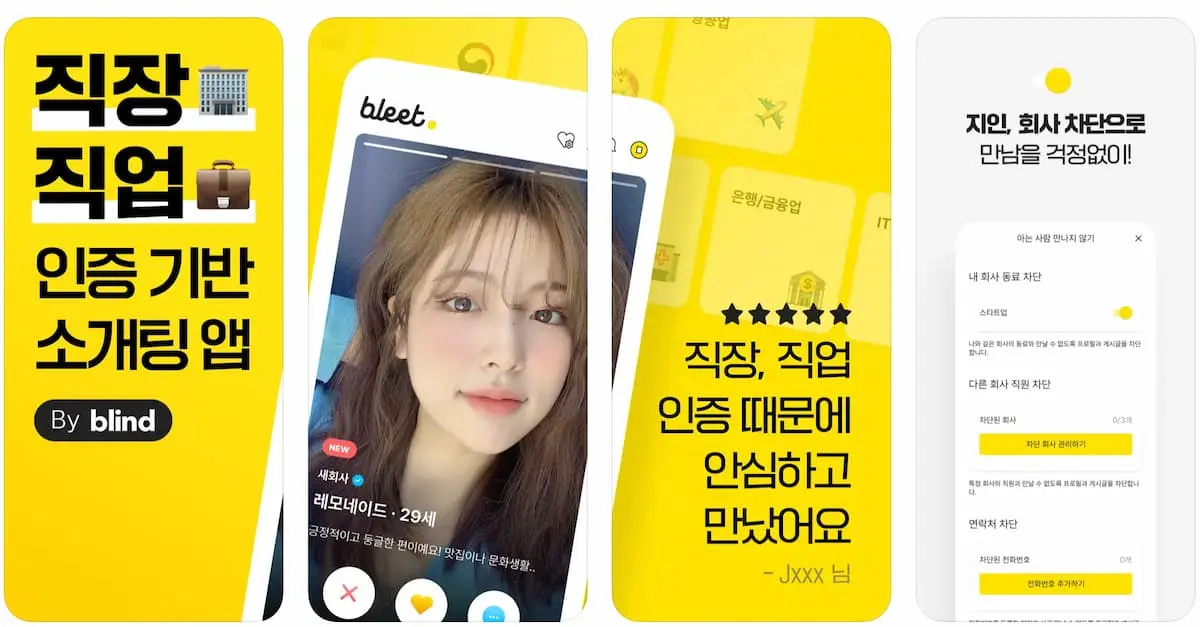 직장
직업
인증 기반
소개팅 앱
By blind
bleet.
NEW
새회사
레모네이드 · 29세
긍정적이고 둥글한 편이예요! 맛집이나 문화생활..
항공업
은행/금융업
IT
직장, 직업
인증 때문에
안심하고
만났어요
- Jxxx 님
지인, 회사 차단으로
만남을 걱정없이!
아는 사람 만나지 않기
내 회사 동료 차단
스타트업
나와 같은 회사의 동료와 만날 수 없도록 프로필과 게시글을 차단
합니다.
다른 회사 직원 차단
차단된 회사 0/3개
차단 회사 관리하기
특정 회사의 직원과 만날 수 없도록 프로필과 게시글을 차단합니
다.
연락처 차단
차단된 전화번호 0개
전화번호 추가하기